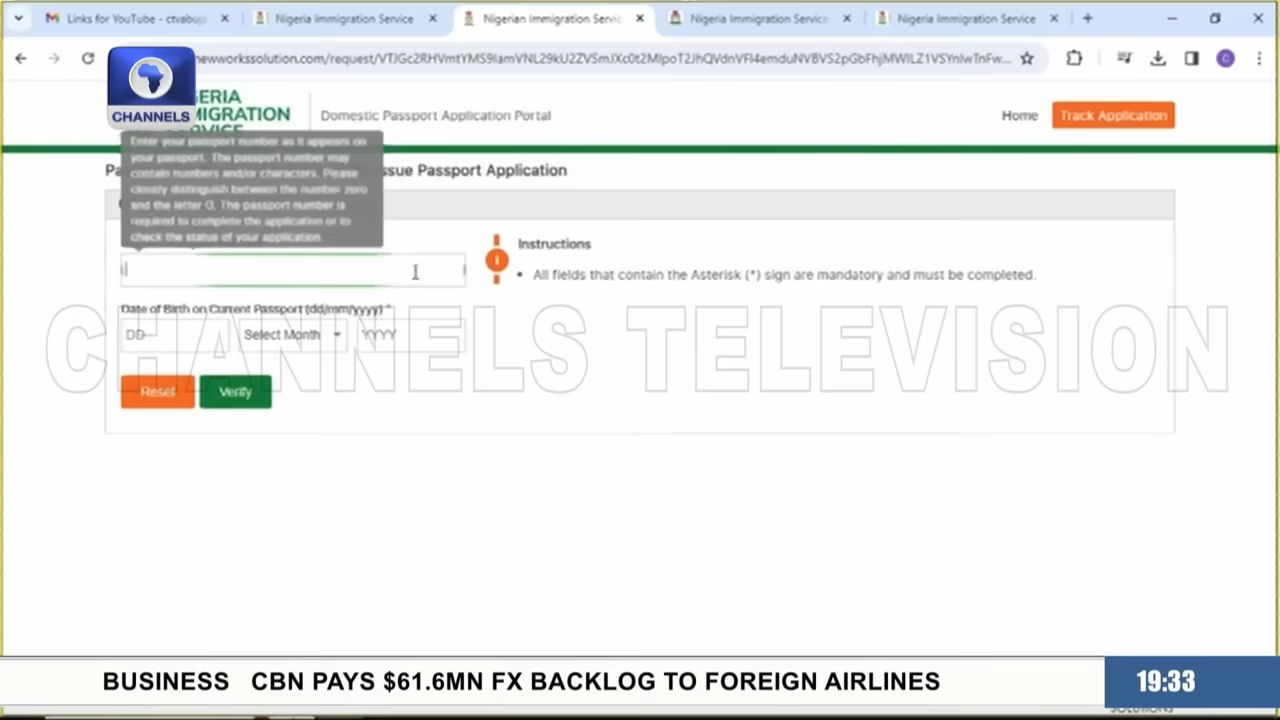 Links for YouTube - ctvabuj
Nigeria Immigration Service
Nigerian Immigration Servic
Nigeria Immigration Service
Nigeria Immigration Service
CHANNELS
GERIA
MIGRATION
SERVICE
Domestic Passport Application Portal
Home
Track Application
Enter your passport number as it appears on
your passport. The passport number may
contain numbers and/or characters. Please
closely distinguish between the number zero
and the letter O. The passport number is
required to complete the application or to
check the status of your application.
Pa
ssue Passport Application
Instructions
All fields that contain the Asterisk (*) sign are mandatory and must be completed.
Date of Birth on Current Passport (dd/mm/yyyy) *
DD
Select Month
YYYY
CHANNELS TELEVISION
Reset
Verify
BUSINESS CBN PAYS $61.6MN FX BACKLOG TO FOREIGN AIRLINES
19:33